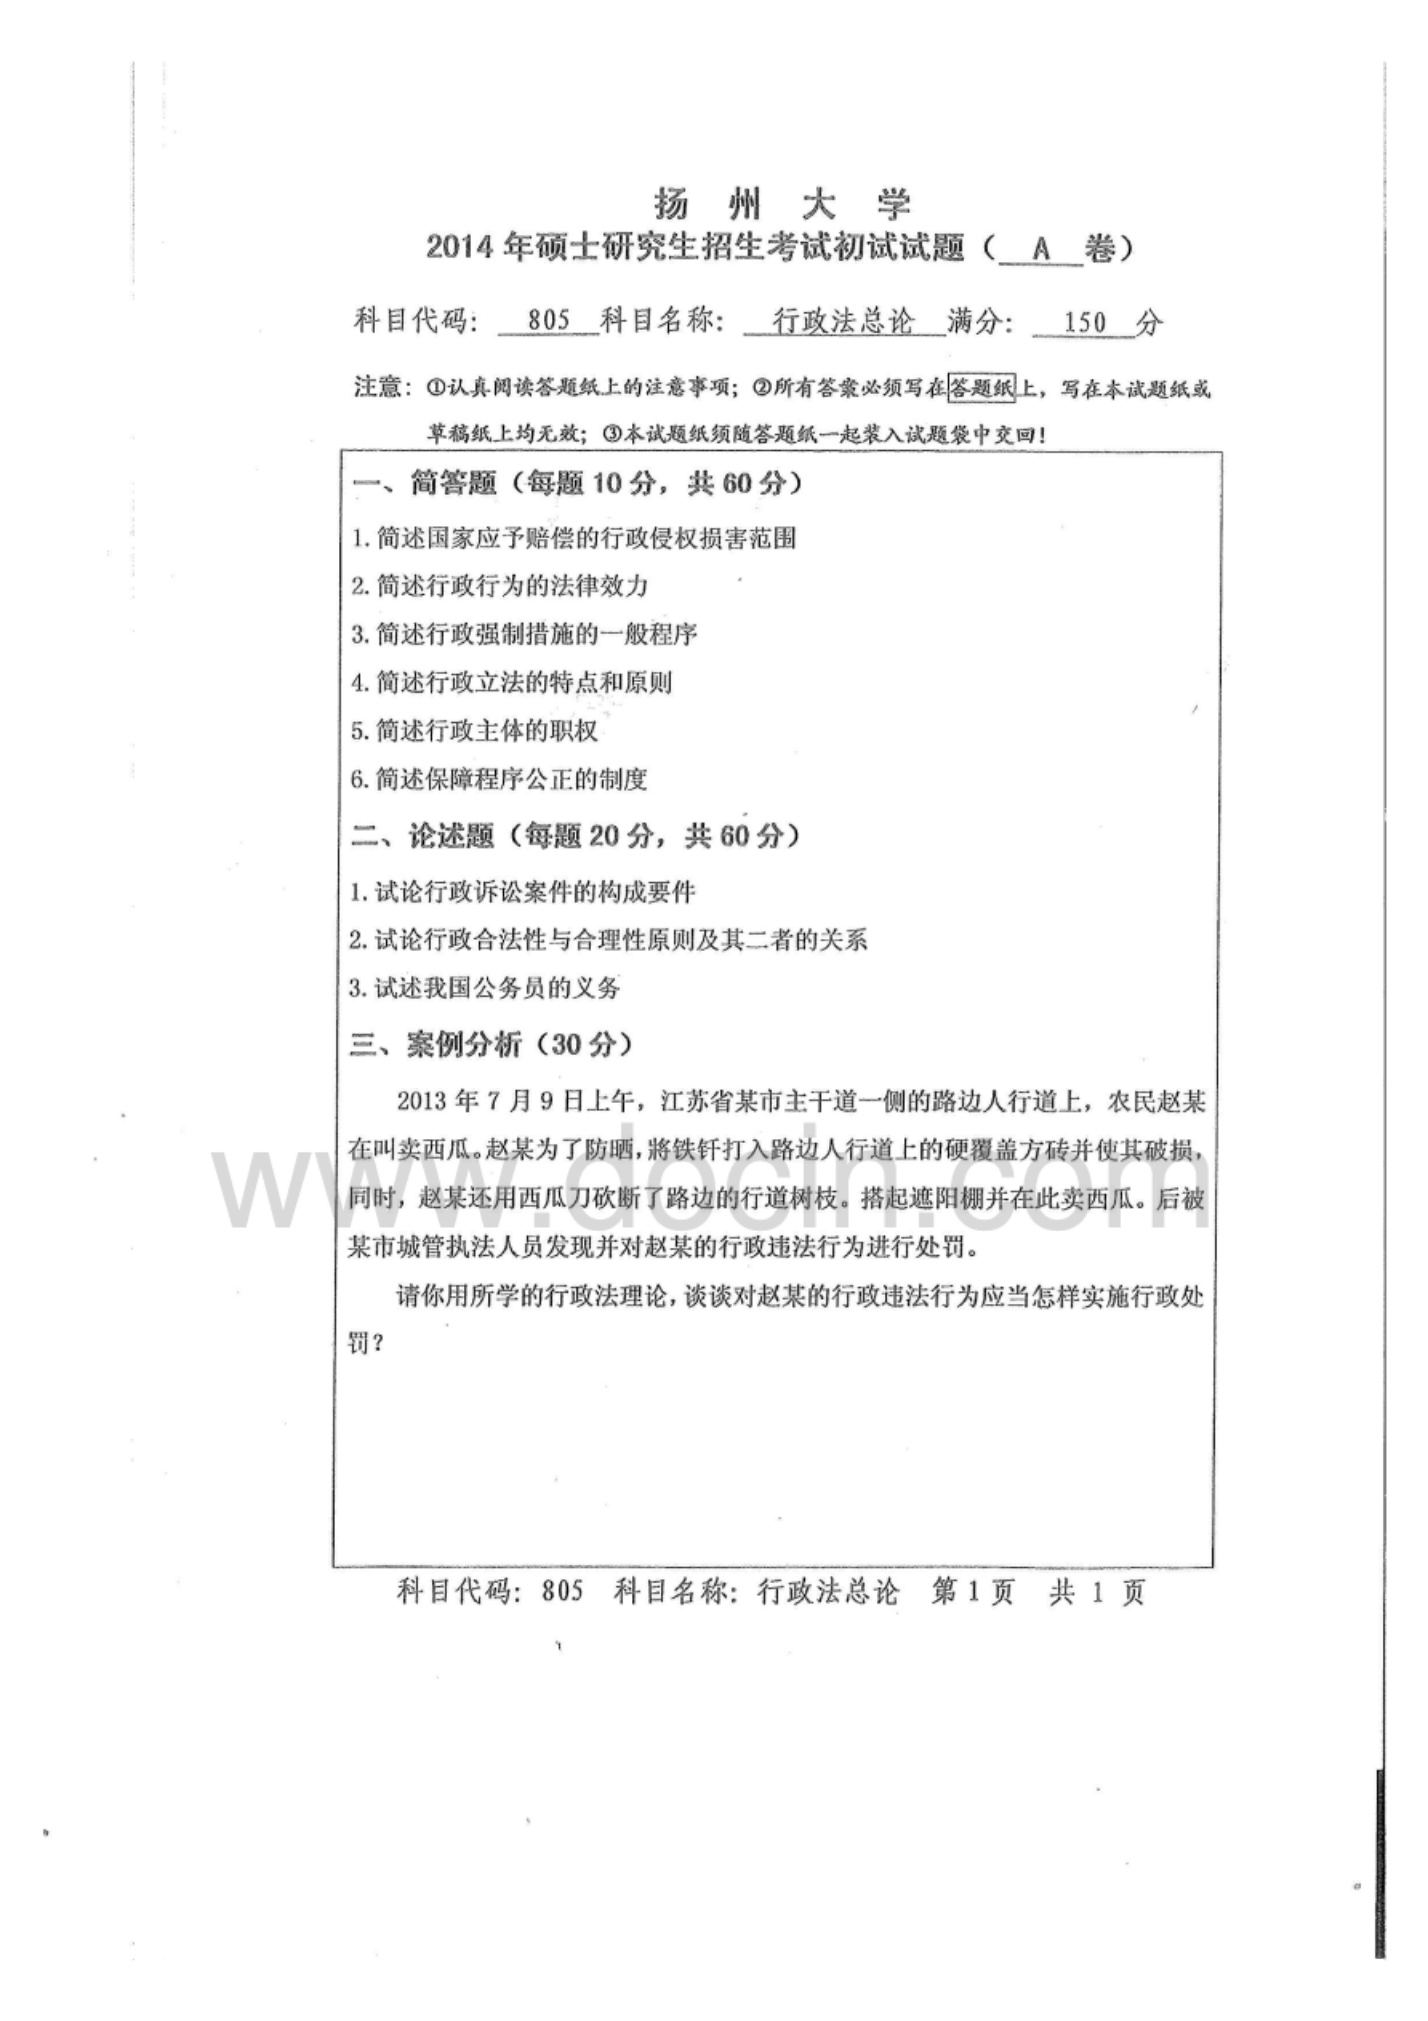 扬 州 大 学
2014 年硕士研究生招生考试初试试题（ A 卷）
科目代码： 805 科目名称： 行政法总论 满分： 150 分
注意：①认真阅读答题纸上的注意事项；②所有答案必须写在答题纸上，写在本试题纸或
草稿纸上均无效；③本试题纸须随答题纸一起装入试题袋中交回！
一、简答题（每题 10 分，共 60 分）
1. 简述国家应予赔偿的行政侵权损害范围
2. 简述行政行为的法律效力
3. 简述行政强制措施的一般程序
4. 简述行政立法的特点和原则
5. 简述行政主体的职权
6. 简述保障程序公正的制度
二、论述题（每题 20 分，共 60 分）
1. 试论行政诉讼案件的构成要件
2. 试论行政合法性与合理性原则及其二者的关系
3. 试述我国公务员的义务
三、案例分析（30 分）
2013 年 7 月 9 日上午，江苏省某市主干道一侧的路边人行道上，农民赵某
在叫卖西瓜。赵某为了防晒，將铁钎打入路边人行道上的硬覆盖方砖并使其破损，
同时，赵某还用西瓜刀砍断了路边的行道树枝。搭起遮阳棚并在此卖西瓜。后被
某市城管执法人员发现并对赵某的行政违法行为进行处罚。
请你用所学的行政法理论，谈谈对赵某的行政违法行为应当怎样实施行政处
罚？
www.docin.com
科目代码：805 科目名称：行政法总论 第 1 页 共 1 页